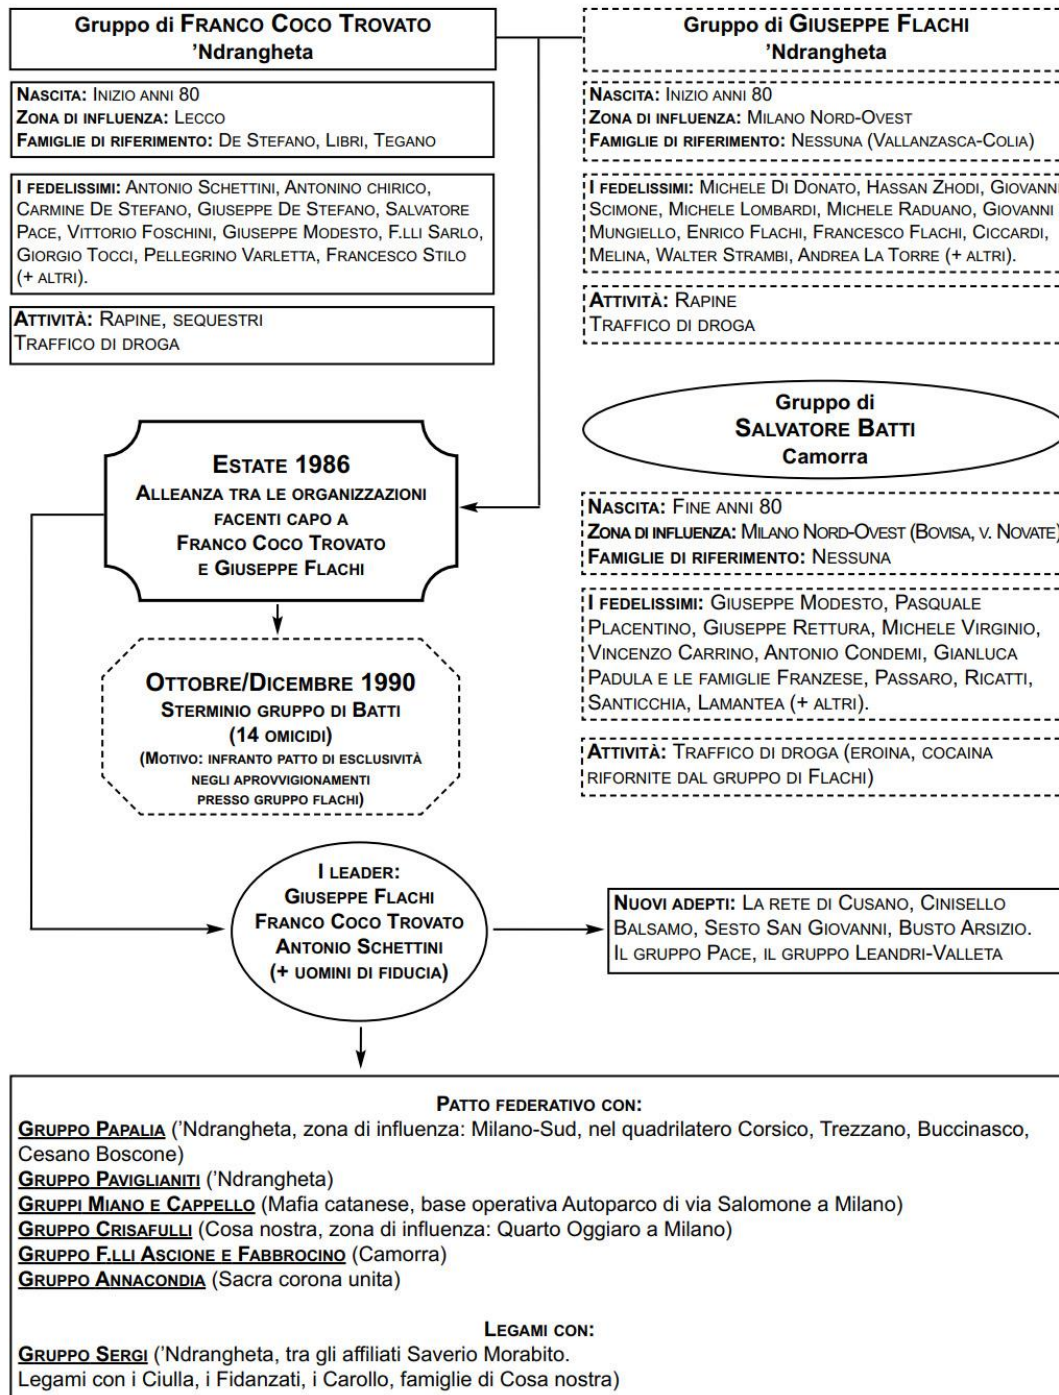 Gruppo di FRANCO COCO TROVATO
'Ndrangheta
NASCITA: INIZIO ANNI 80
ZONA DI INFLUENZA: LECCO
FAMIGLIE DI RIFERIMENTO: DE STEFANO, LIBRI, TEGANO
I FEDELISSIMI: ANTONIO SCHETTINI, ANTONINO CHIRICO,
CARMINE DE STEFANO, GIUSEPPE DE STEFANO, SALVATORE
PACE, VITTORIO FOSCHINI, GIUSEPPE MODESTO, F.LLI SARLO,
GIORGIO TOCCI, PELLEGRINO VARLETTA, FRANCESCO STILO
(+ ALTRI).
ATTIVITÀ: RAPINE, SEQUESTRI
TRAFFICO DI DROGA
Gruppo di GIUSEPPE FLACHI
'Ndrangheta
NASCITA: INIZIO ANNI 80
ZONA DI INFLUENZA: MILANO NORD-OVEST
FAMIGLIE DI RIFERIMENTO: NESSUNA (VALLANZASCA-COLIA)
I FEDELISSIMI: MICHELE DI DONATO, HASSAN ZHODI, GIOVANNI
SCIMONE, MICHELE LOMBARDI, MICHELE RADUANO, GIOVANNI
MUNGIELLO, ENRICO FLACHI, FRANCESCO FLACHI, CICCARDI,
MELINA, WALTER STRAMBI, ANDREA LA TORRE (+ ALTRI).
ATTIVITÀ: RAPINE
TRAFFICO DI DROGA
Gruppo di
SALVATORE BATTI
Camorra
NASCITA: FINE ANNI 80
ZONA DI INFLUENZA: MILANO NORD-OVEST (BOVISA, V. NOVATE)
FAMIGLIE DI RIFERIMENTO: NESSUNA
I FEDELISSIMI: GIUSEPPE MODESTO, PASQUALE
PLACENTINO, GIUSEPPE RETTURA, MICHELE VIRGINIO,
VINCENZO CARRINO, ANTONIO CONDEMI, GIANLUCA
PADULA E LE FAMIGLIE FRANZESE, PASSARO, RICATTI,
SANTICCHIA, LAMANTEA (+ ALTRI).
ATTIVITÀ: TRAFFICO DI DROGA (EROINA, COCAINA
RIFORNITE DAL GRUPPO DI FLACHI)
ESTATE 1986
ALLEANZA TRA LE ORGANIZZAZIONI
FACENTI CAPO A
FRANCO COCO TROVATO
E GIUSEPPE FLACHI
OTTOBRE/DICEMBRE 1990
STERMINIO GRUPPO DI BATTI
(14 OMICIDI)
(MOTIVO: INFRANTO PATTO DI ESCLUSIVITÀ
NEGLI APROVVIGIONAMENTI
PRESSO GRUPPO FLACHI)
I LEADER:
GIUSEPPE FLACHI
FRANCO COCO TROVATO
ANTONIO SCHETTINI
(+ UOMINI DI FIDUCIA)
NUOVI ADEPTI: LA RETE DI CUSANO, CINISELLO
BALSAMO, SESTO SAN GIOVANNI, BUSTO ARSIZIO.
IL GRUPPO PACE, IL GRUPPO LEANDRI-VALLETA
PATTO FEDERATIVO CON:
GRUPPO PAPALIA ('Ndrangheta, zona di influenza: Milano-Sud, nel quadrilatero Corsico, Trezzano, Buccinasco,
Cesano Boscone)
GRUPPO PAVIGLIANITI ('Ndrangheta)
GRUPPI MIANO E CAPPELLO (Mafia catanese, base operativa Autoparco di via Salomone a Milano)
GRUPPO CRISAFULLI (Cosa nostra, zona di influenza: Quarto Oggiaro a Milano)
GRUPPO F.LLI ASCIONE E FABBROCINO (Camorra)
GRUPPO ANNACONDIA (Sacra corona unita)
LEGAMI CON:
GRUPPO SERGI ('Ndrangheta, tra gli affiliati Saverio Morabito.
Legami con i Ciulla, i Fidanzati, i Carollo, famiglie di Cosa nostra)